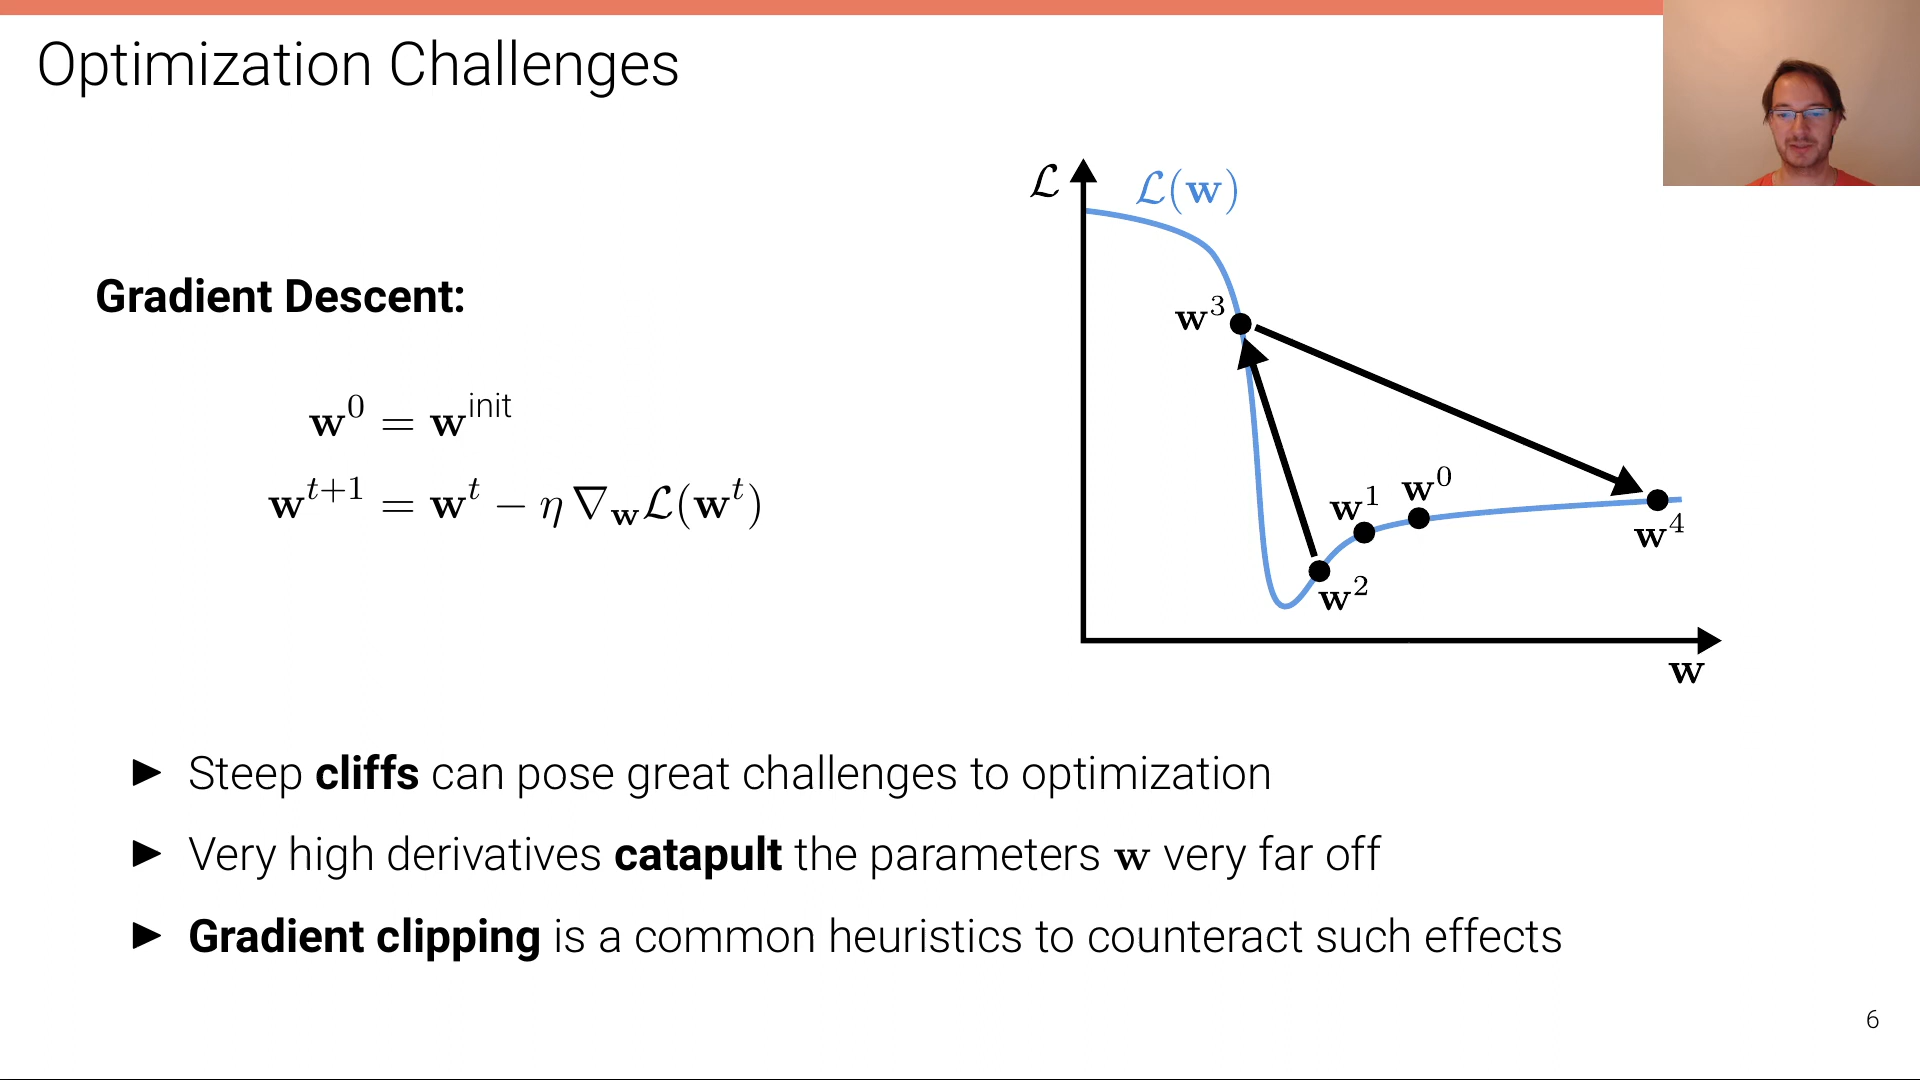 Optimization Challenges
Gradient Descent:
w⁰ = w^init
w^{t+1} = w^t − η ∇_w ℒ(w^t)
ℒ
ℒ(w)
w³
w¹
w⁰
w⁴
w²
w
► Steep cliffs can pose great challenges to optimization
► Very high derivatives catapult the parameters w very far off
► Gradient clipping is a common heuristics to counteract such effects
6